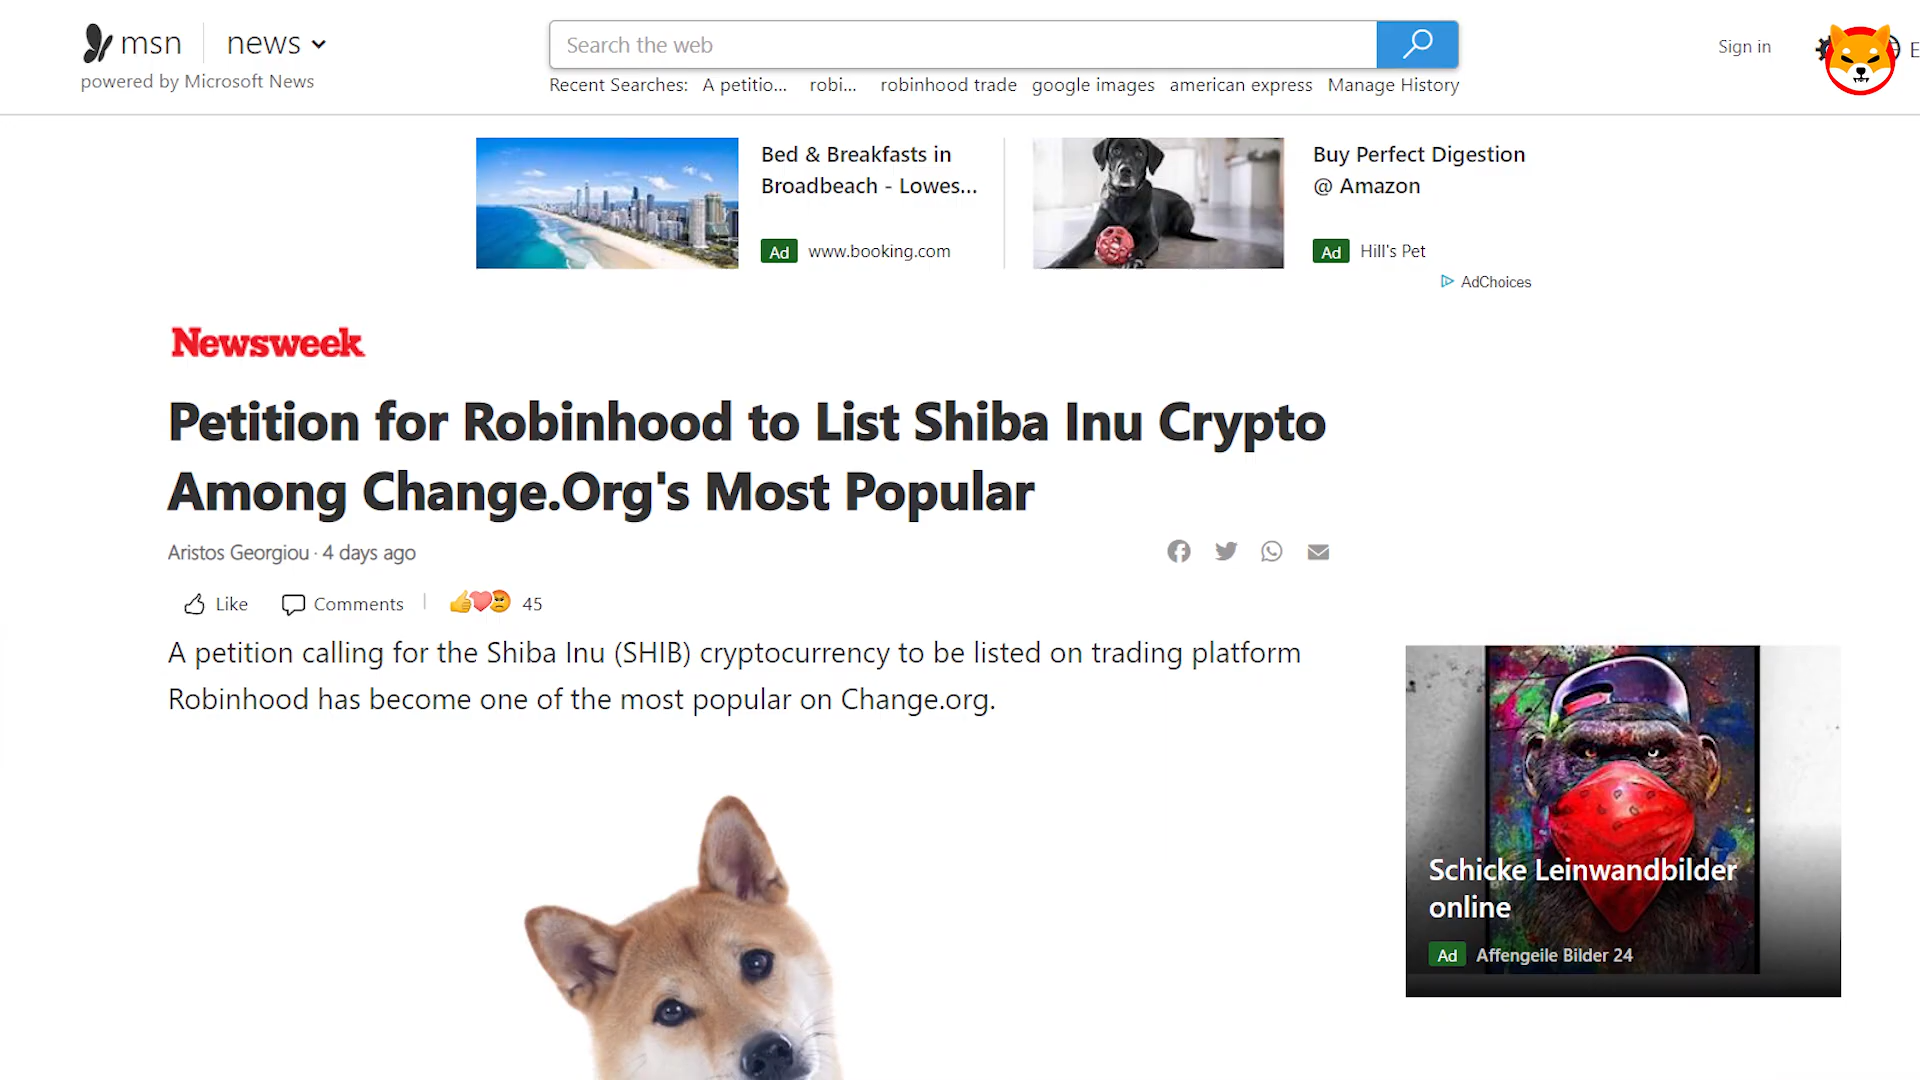 msn
news
powered by Microsoft News
Search the web
Sign in
E
Recent Searches: A petitio... robi... robinhood trade google images american express Manage History
Bed & Breakfasts in
Broadbeach - Lowes...
Ad www.booking.com
Buy Perfect Digestion
@ Amazon
Ad Hill's Pet
AdChoices
Newsweek
Petition for Robinhood to List Shiba Inu Crypto
Among Change.Org's Most Popular
Aristos Georgiou · 4 days ago
Like Comments 45
A petition calling for the Shiba Inu (SHIB) cryptocurrency to be listed on trading platform
Robinhood has become one of the most popular on Change.org.
Schicke Leinwandbilder
online
Ad Affengeile Bilder 24